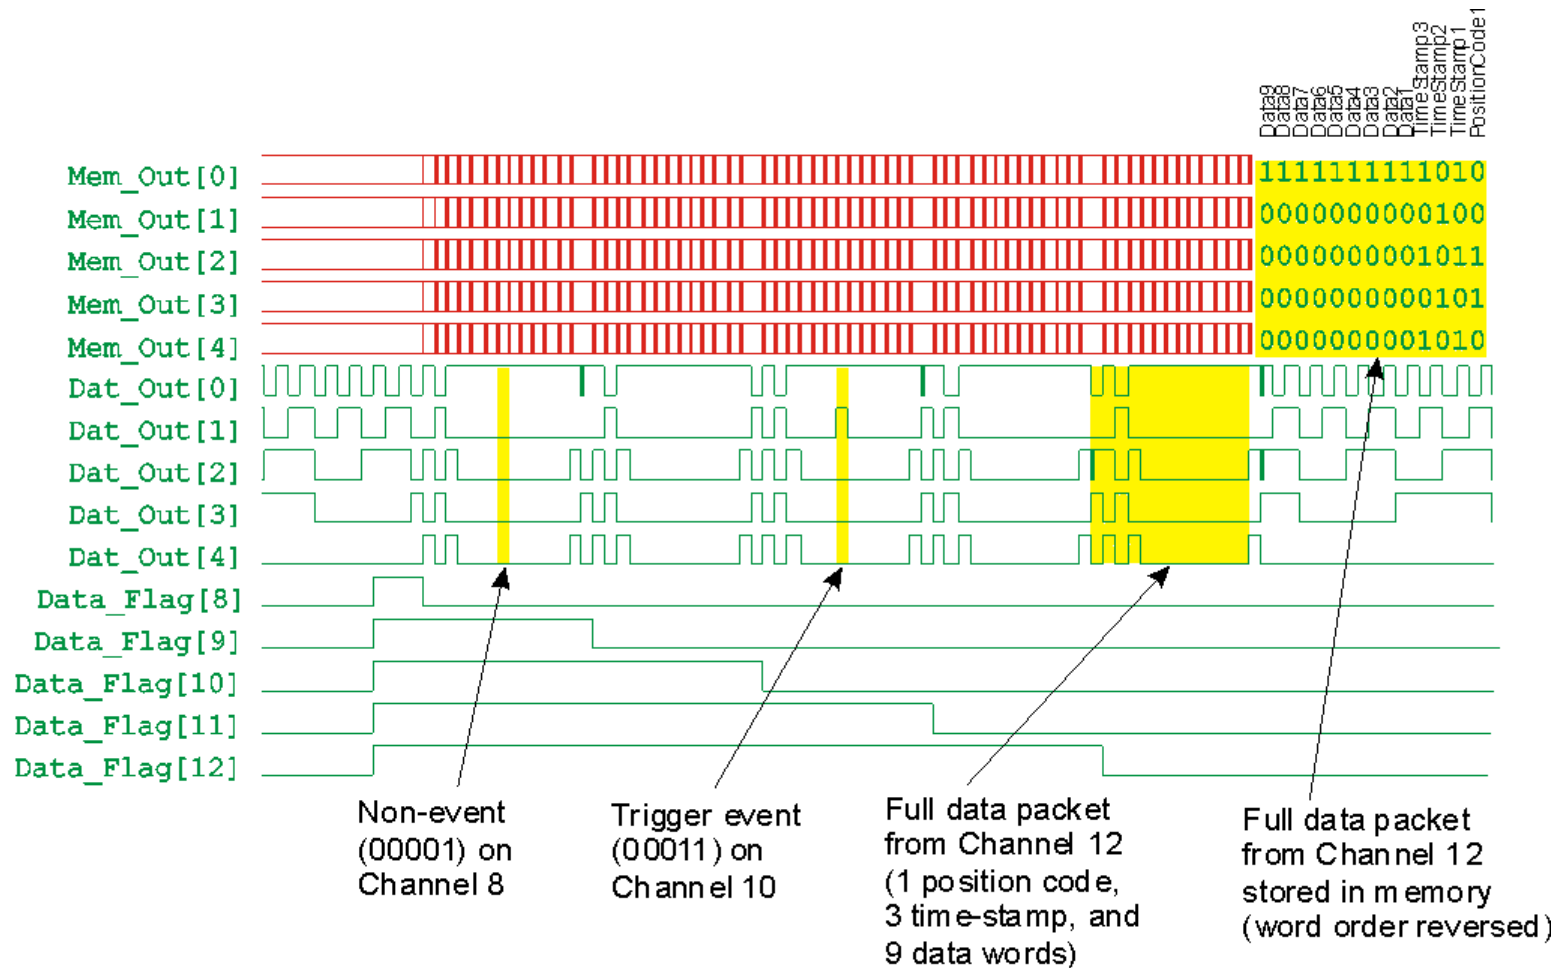 Data9
Data8
Data7
Data6
Data5
Data4
Data3
Data2
Data1
TimeStamp3
TimeStamp2
TimeStamp1
PositionCode1
Mem_Out[0] 1111111111010
Mem_Out[1] 0000000000100
Mem_Out[2] 0000000001011
Mem_Out[3] 0000000000101
Mem_Out[4] 0000000001010
Dat_Out[0]
Dat_Out[1]
Dat_Out[2]
Dat_Out[3]
Dat_Out[4]
Data_Flag[8]
Data_Flag[9]
Data_Flag[10]
Data_Flag[11]
Data_Flag[12]
Non-event
(00001) on
Channel 8
Trigger event
(00011) on
Channel 10
Full data packet
from Channel 12
(1 position code,
3 time-stamp, and
9 data words)
Full data packet
from Channel 12
stored in memory
(word order reversed)